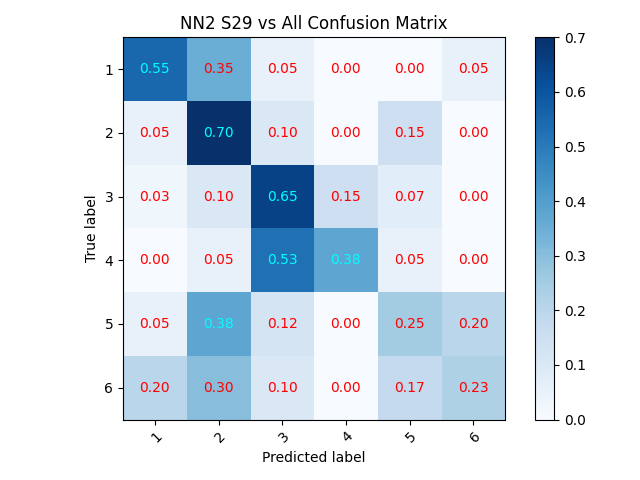 NN2 S29 vs All Confusion Matrix
1 0.55 0.35 0.05 0.00 0.00 0.05
2 0.05 0.70 0.10 0.00 0.15 0.00
3 0.03 0.10 0.65 0.15 0.07 0.00
4 0.00 0.05 0.53 0.38 0.05 0.00
5 0.05 0.38 0.12 0.00 0.25 0.20
6 0.20 0.30 0.10 0.00 0.17 0.23
1 2 3 4 5 6
Predicted label
True label
0.7
0.6
0.5
0.4
0.3
0.2
0.1
0.0